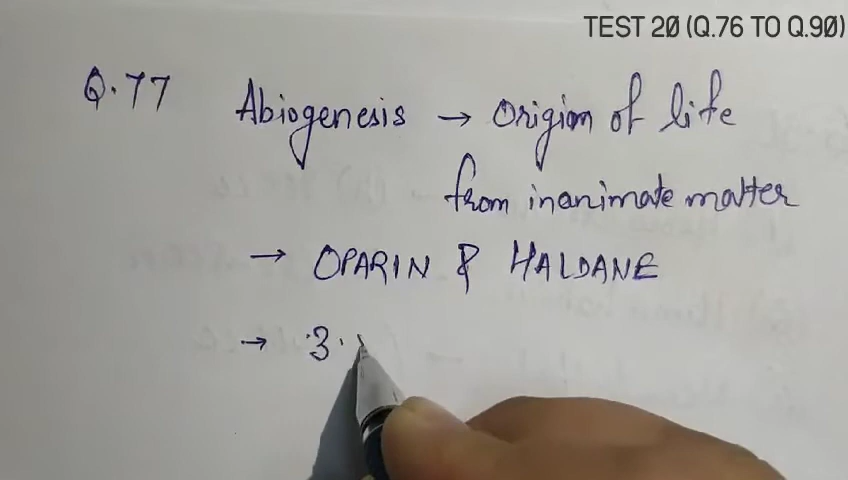 TEST 20 (Q.76 TO Q.90)
Q.77 Abiogenesis → Origin of life
from inanimate matter
→ OPARIN & HALDANE
→ 3.